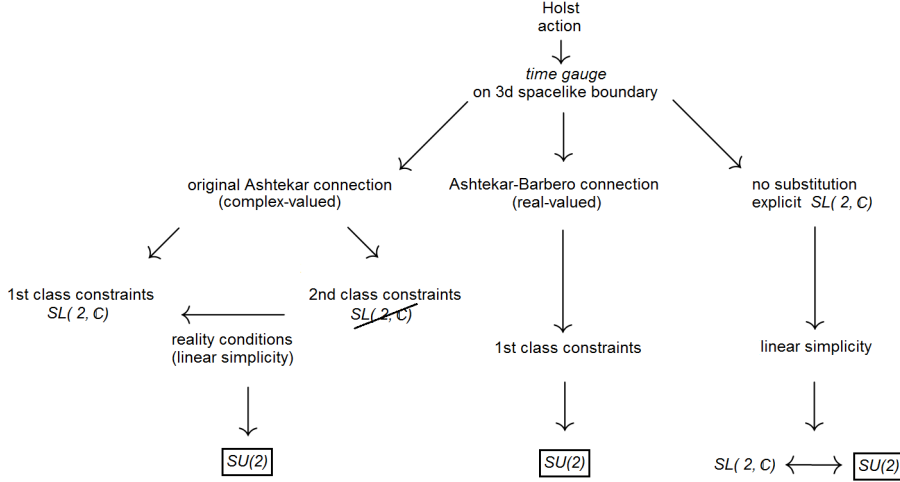 Holst
action
time gauge
on 3d spacelike boundary
original Ashtekar connection
(complex-valued)
Ashtekar-Barbero connection
(real-valued)
no substitution
explicit SL( 2, C)
1st class constraints
SL( 2, C)
2nd class constraints
SL( 2, C)
reality conditions
(linear simplicity)
1st class constraints
linear simplicity
SU(2)
SU(2)
SL( 2, C)
SU(2)